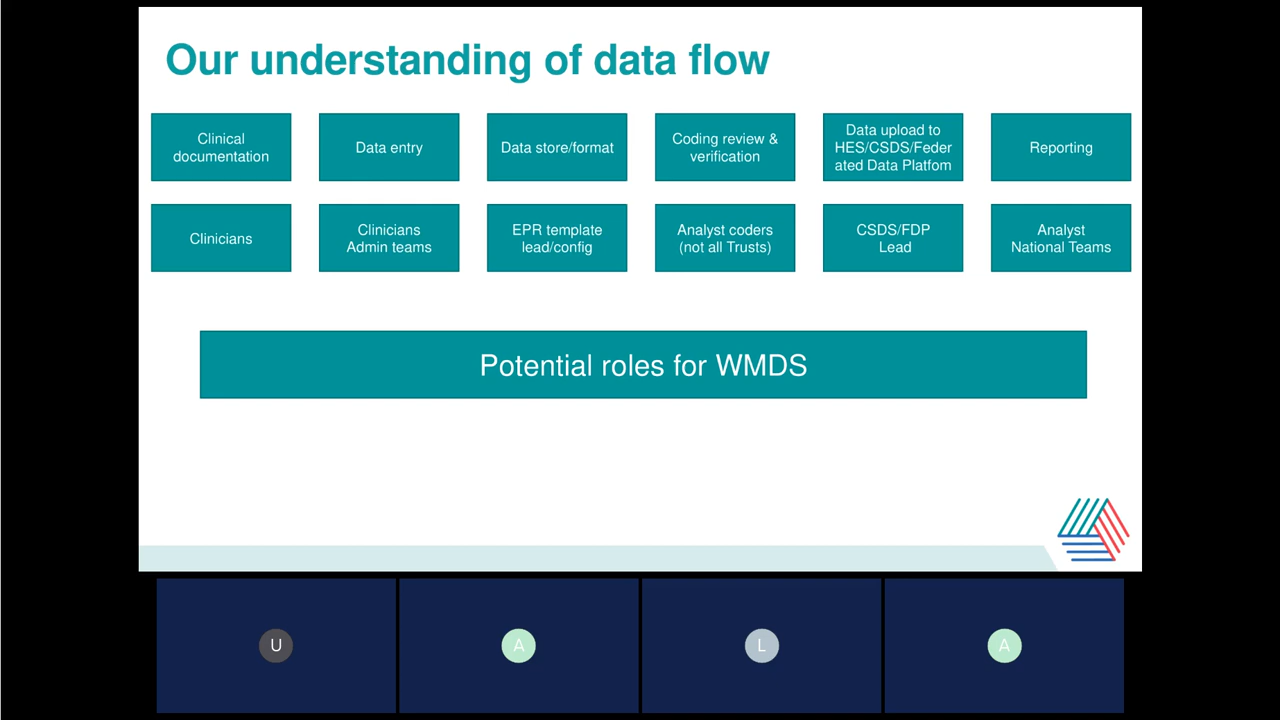 Our understanding of data flow
Clinical
documentation
Data entry
Data store/format
Coding review &
verification
Data upload to
HES/CSDS/Feder
ated Data Platfom
Reporting
Clinicians
Clinicians
Admin teams
EPR template
lead/config
Analyst coders
(not all Trusts)
CSDS/FDP
Lead
Analyst
National Teams
Potential roles for WMDS
U
A
L
A